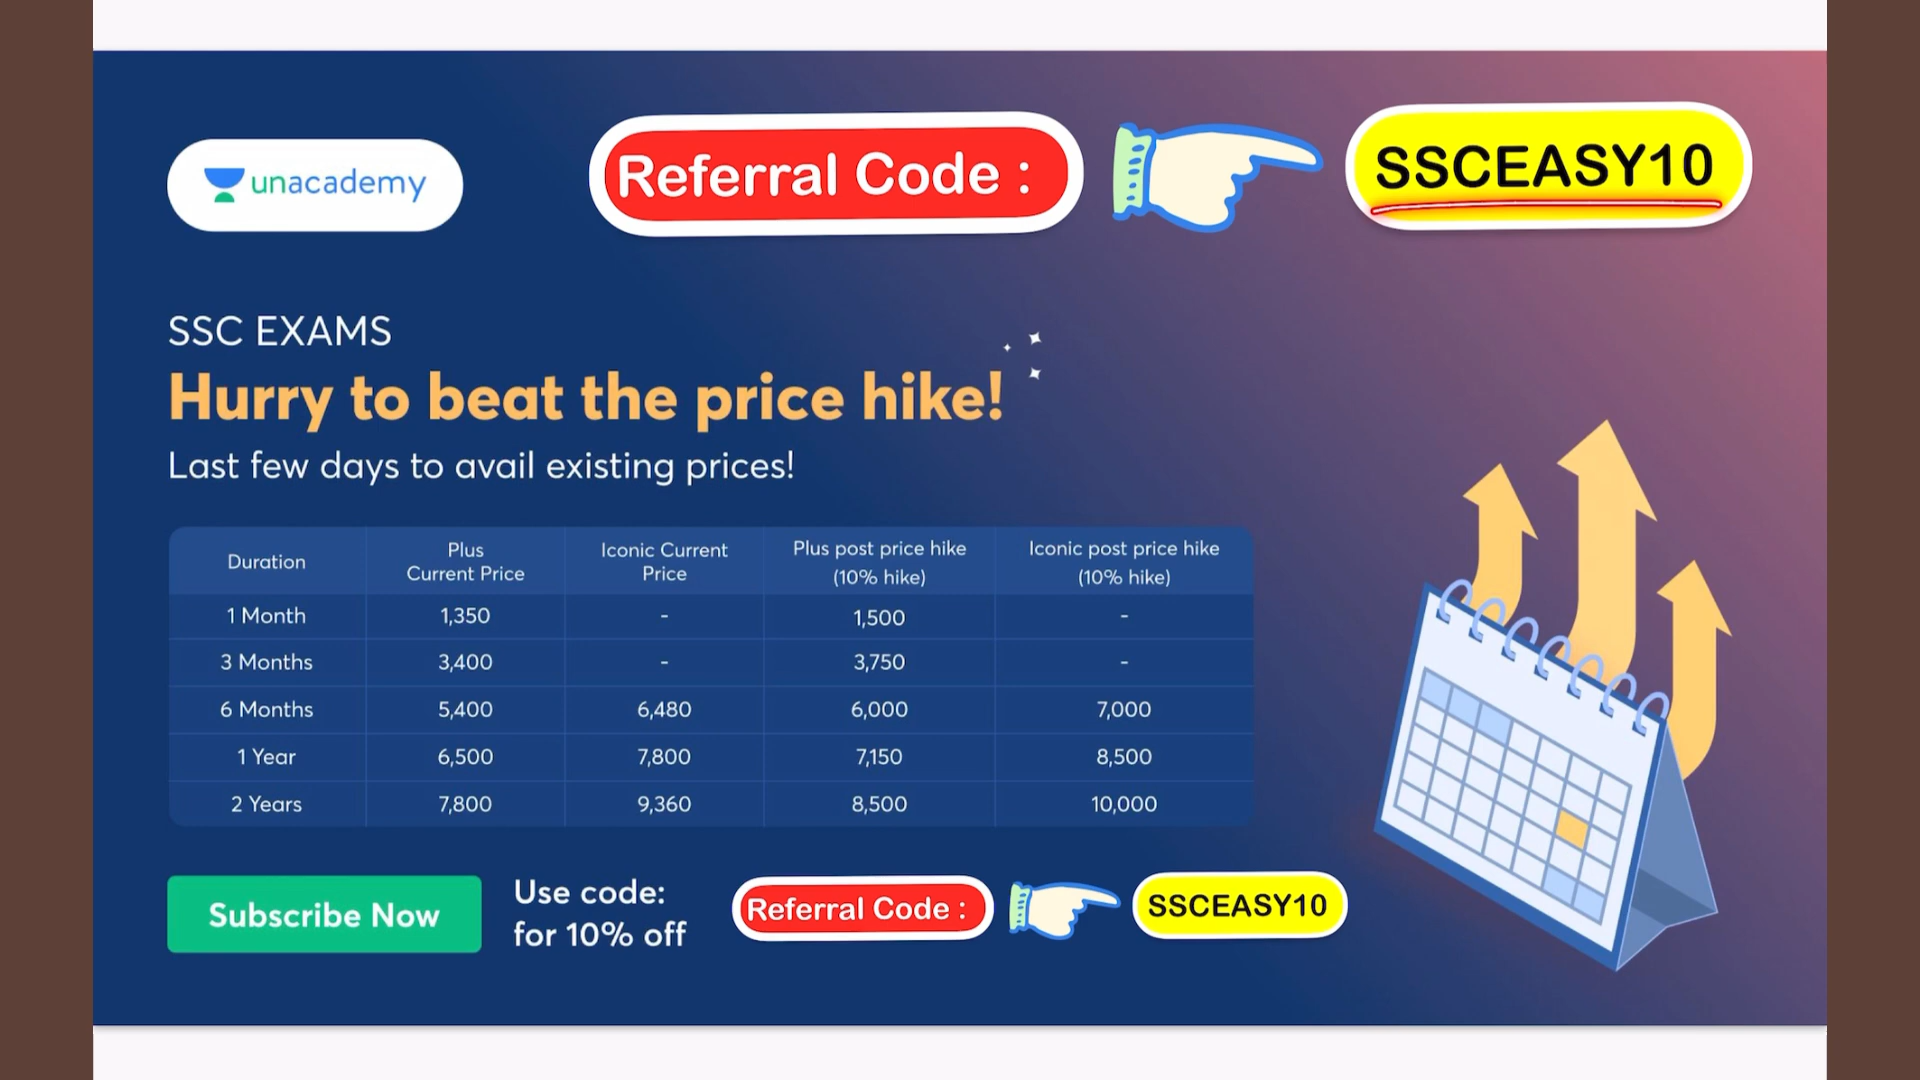 unacademy
Referral Code :
SSCEASY10
SSC EXAMS
Hurry to beat the price hike!
Last few days to avail existing prices!
Duration
Plus
Current Price
Iconic Current
Price
Plus post price hike
(10% hike)
Iconic post price hike
(10% hike)
1 Month 1,350 - 1,500 -
3 Months 3,400 - 3,750 -
6 Months 5,400 6,480 6,000 7,000
1 Year 6,500 7,800 7,150 8,500
2 Years 7,800 9,360 8,500 10,000
Subscribe Now
Use code:
for 10% off
Referral Code :
SSCEASY10